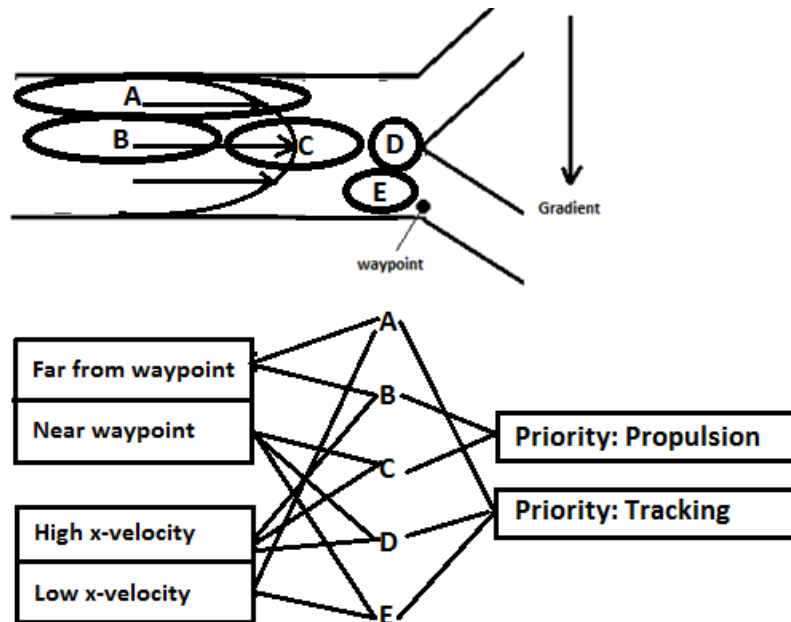 A
B
C
D
E
Gradient
waypoint
A
Far from waypoint
B
Near waypoint
Priority: Propulsion
C
Priority: Tracking
High x-velocity
D
Low x-velocity
E